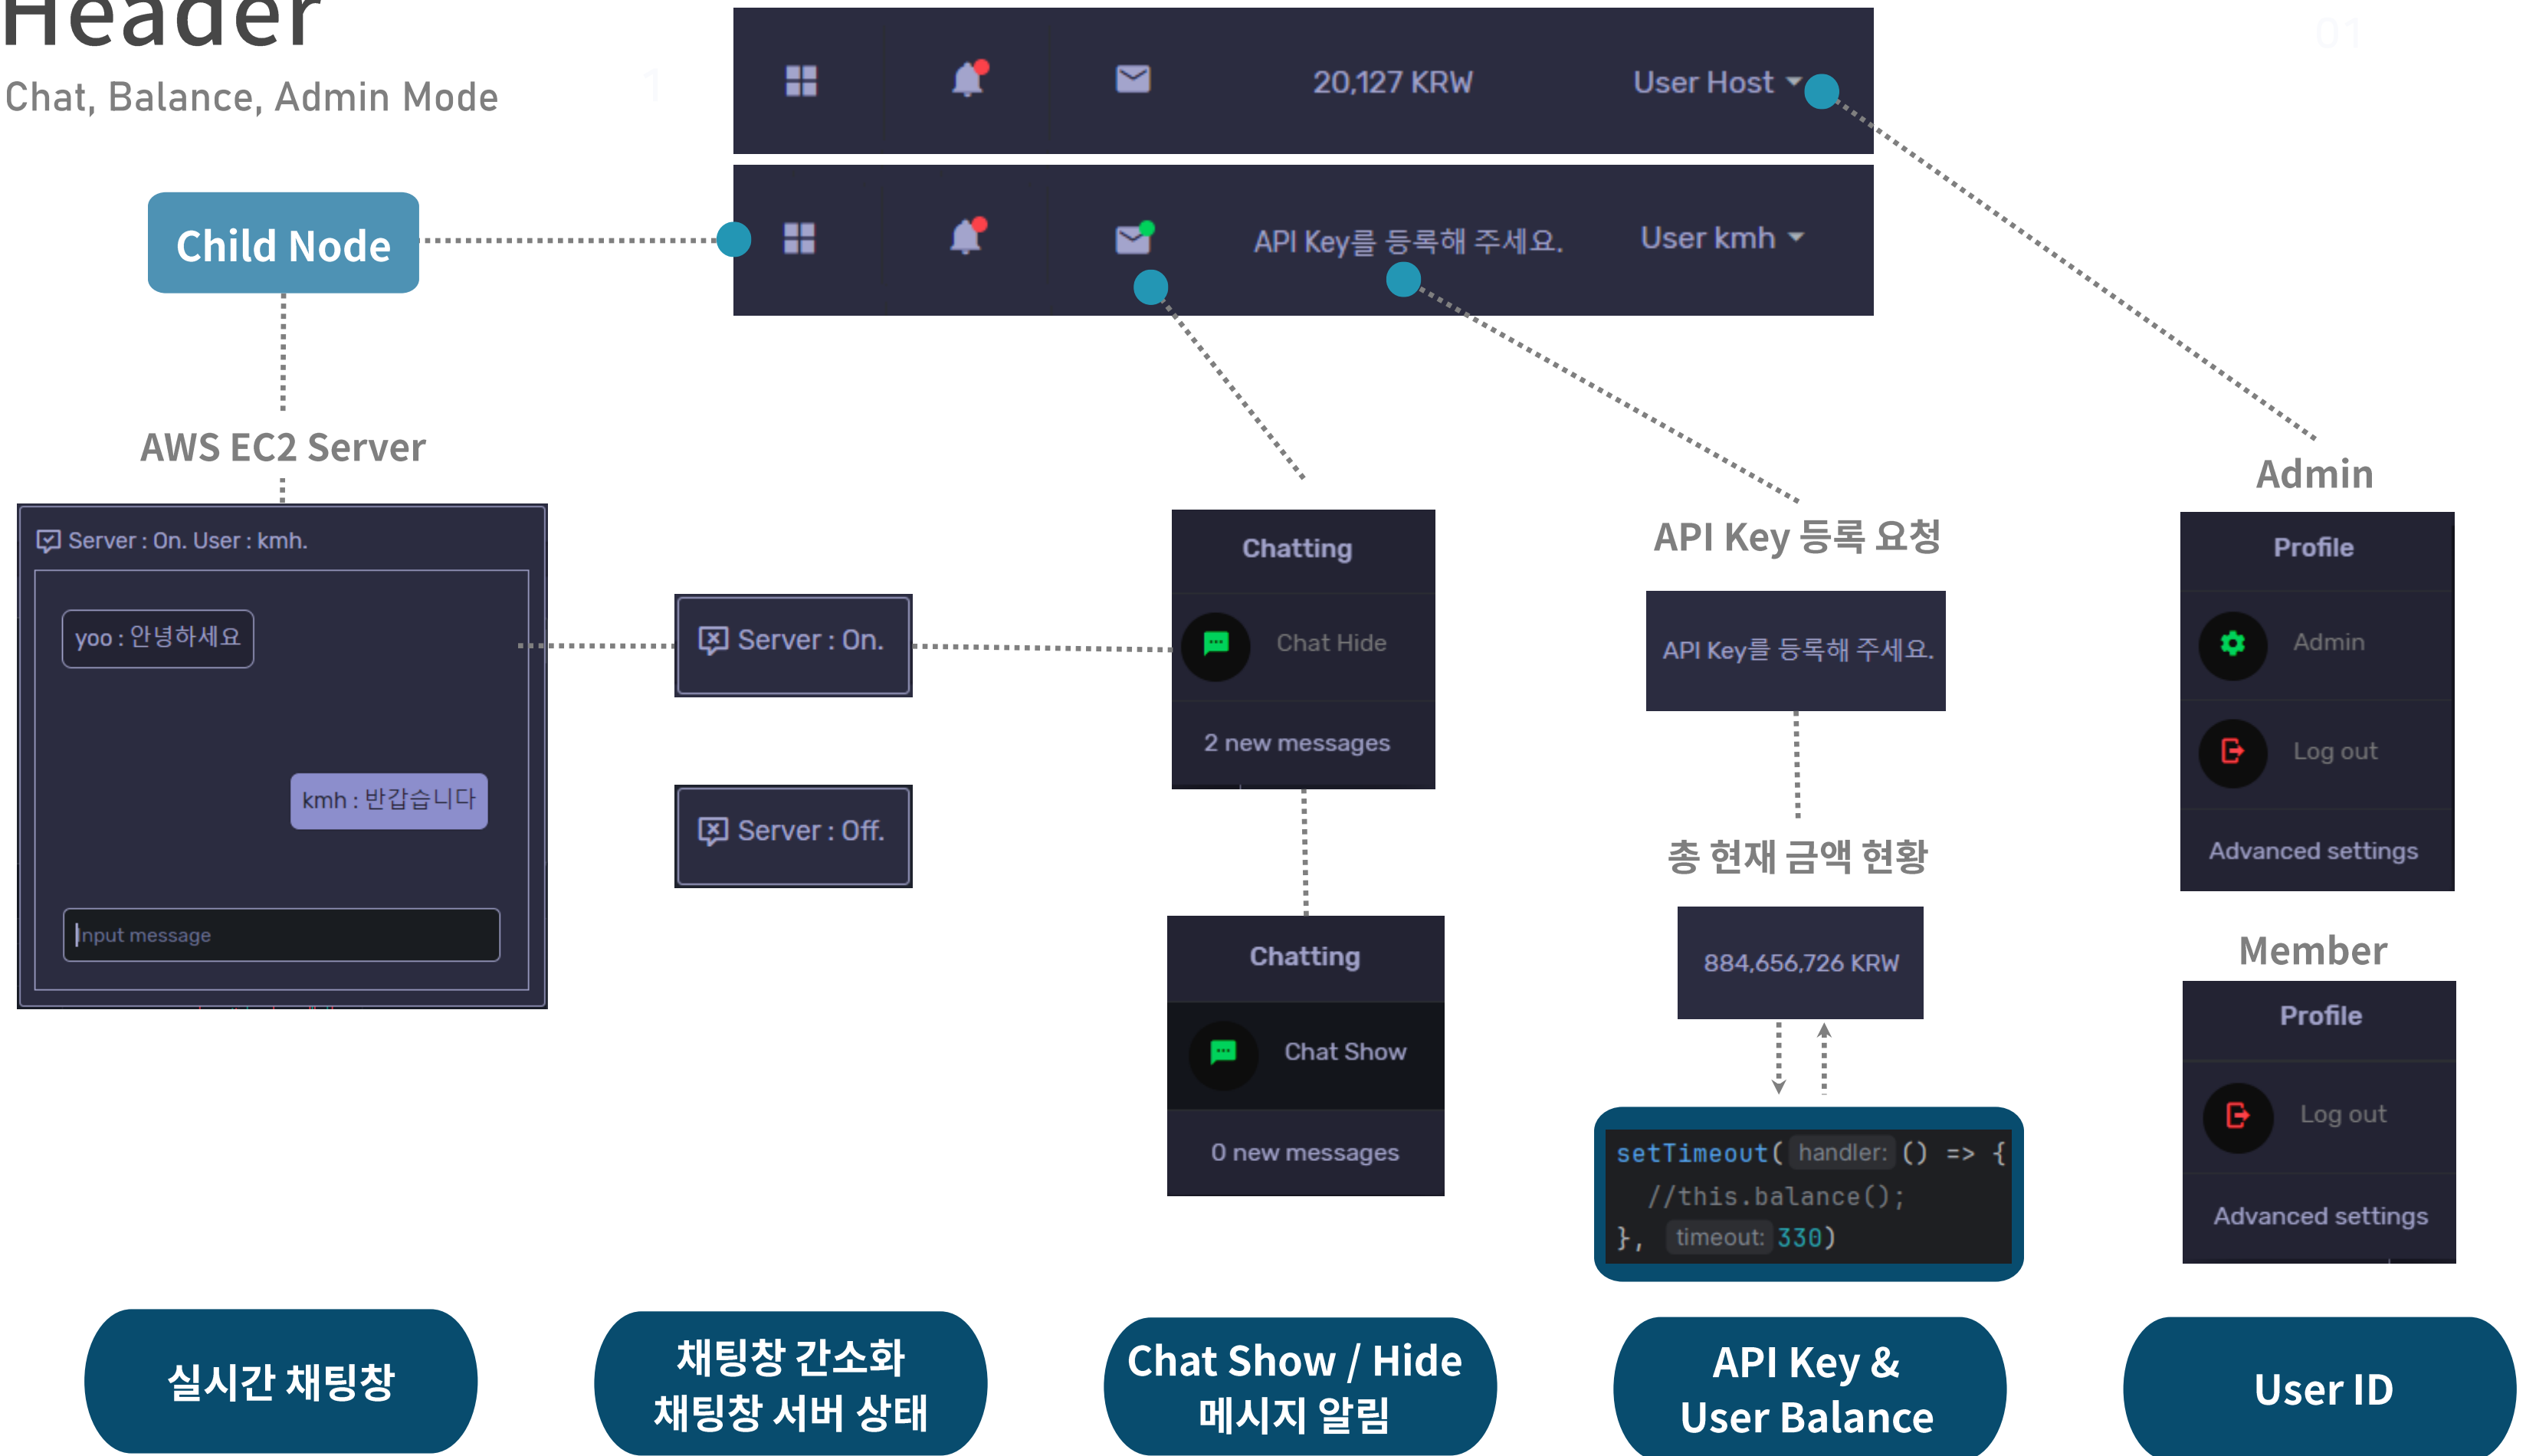 Header
Chat, Balance, Admin Mode
1
01
20,127 KRW
User Host
Child Node
API Key를 등록해 주세요.
User kmh
AWS EC2 Server
Server : On. User : kmh.
yoo : 안녕하세요
kmh : 반갑습니다
Input message
Server : On.
Server : Off.
Chatting
Chat Hide
2 new messages
Chatting
Chat Show
0 new messages
API Key 등록 요청
API Key를 등록해 주세요.
총 현재 금액 현황
884,656,726 KRW
setTimeout( handler: () => {
//this.balance();
}, timeout: 330)
Admin
Profile
Admin
Log out
Advanced settings
Member
Profile
Log out
Advanced settings
실시간 채팅창
채팅창 간소화
채팅창 서버 상태
Chat Show / Hide
메시지 알림
API Key &
User Balance
User ID